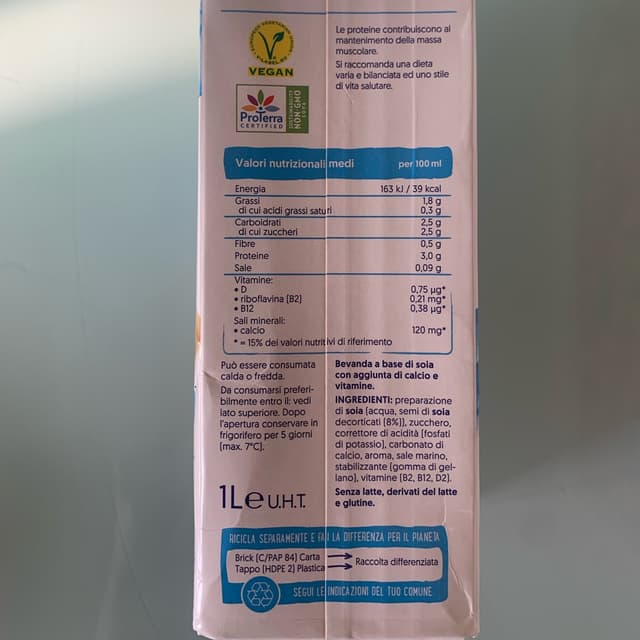 EUROPEAN VEGETARIAN UNION
V-LABEL.EU
VEGAN
ProTerra
CERTIFIED
SUSTAINABILITY
NON-GMO
Le proteine contribuiscono al
mantenimento della massa
muscolare.
Si raccomanda una dieta
varia e bilanciata ed uno stile
di vita salutare.
Valori nutrizionali medi per 100 ml
Energia 163 kJ / 39 kcal
Grassi 1,8 g
di cui acidi grassi saturi 0,3 g
Carboidrati 2,5 g
di cui zuccheri 2,5 g
Fibre 0,5 g
Proteine 3,0 g
Sale 0,09 g
Vitamine:
• D 0,75 µg*
• riboflavina (B2) 0,21 mg*
• B12 0,38 µg*
Sali minerali:
• calcio 120 mg*
* = 15% dei valori nutritivi di riferimento
Può essere consumata
calda o fredda.
Da consumarsi preferi-
bilmente entro il: vedi
lato superiore. Dopo
l'apertura conservare in
frigorifero per 5 giorni
(max. 7°C).
1L e U.H.T.
Bevanda a base di soia
con aggiunta di calcio e
vitamine.
INGREDIENTI: preparazione
di soia (acqua, semi di soia
decorticati (8%)), zucchero,
correttore di acidità (fosfati
di potassio), carbonato di
calcio, aroma, sale marino,
stabilizzante (gomma di gel-
lano), vitamine (B2, B12, D2).
Senza latte, derivati del latte
e glutine.
RICICLA SEPARATAMENTE E FAI LA DIFFERENZA PER IL PIANETA
Brick (C/PAP 84) Carta
Tappo (HDPE 2) Plastica
Raccolta differenziata
SEGUI LE INDICAZIONI DEL TUO COMUNE